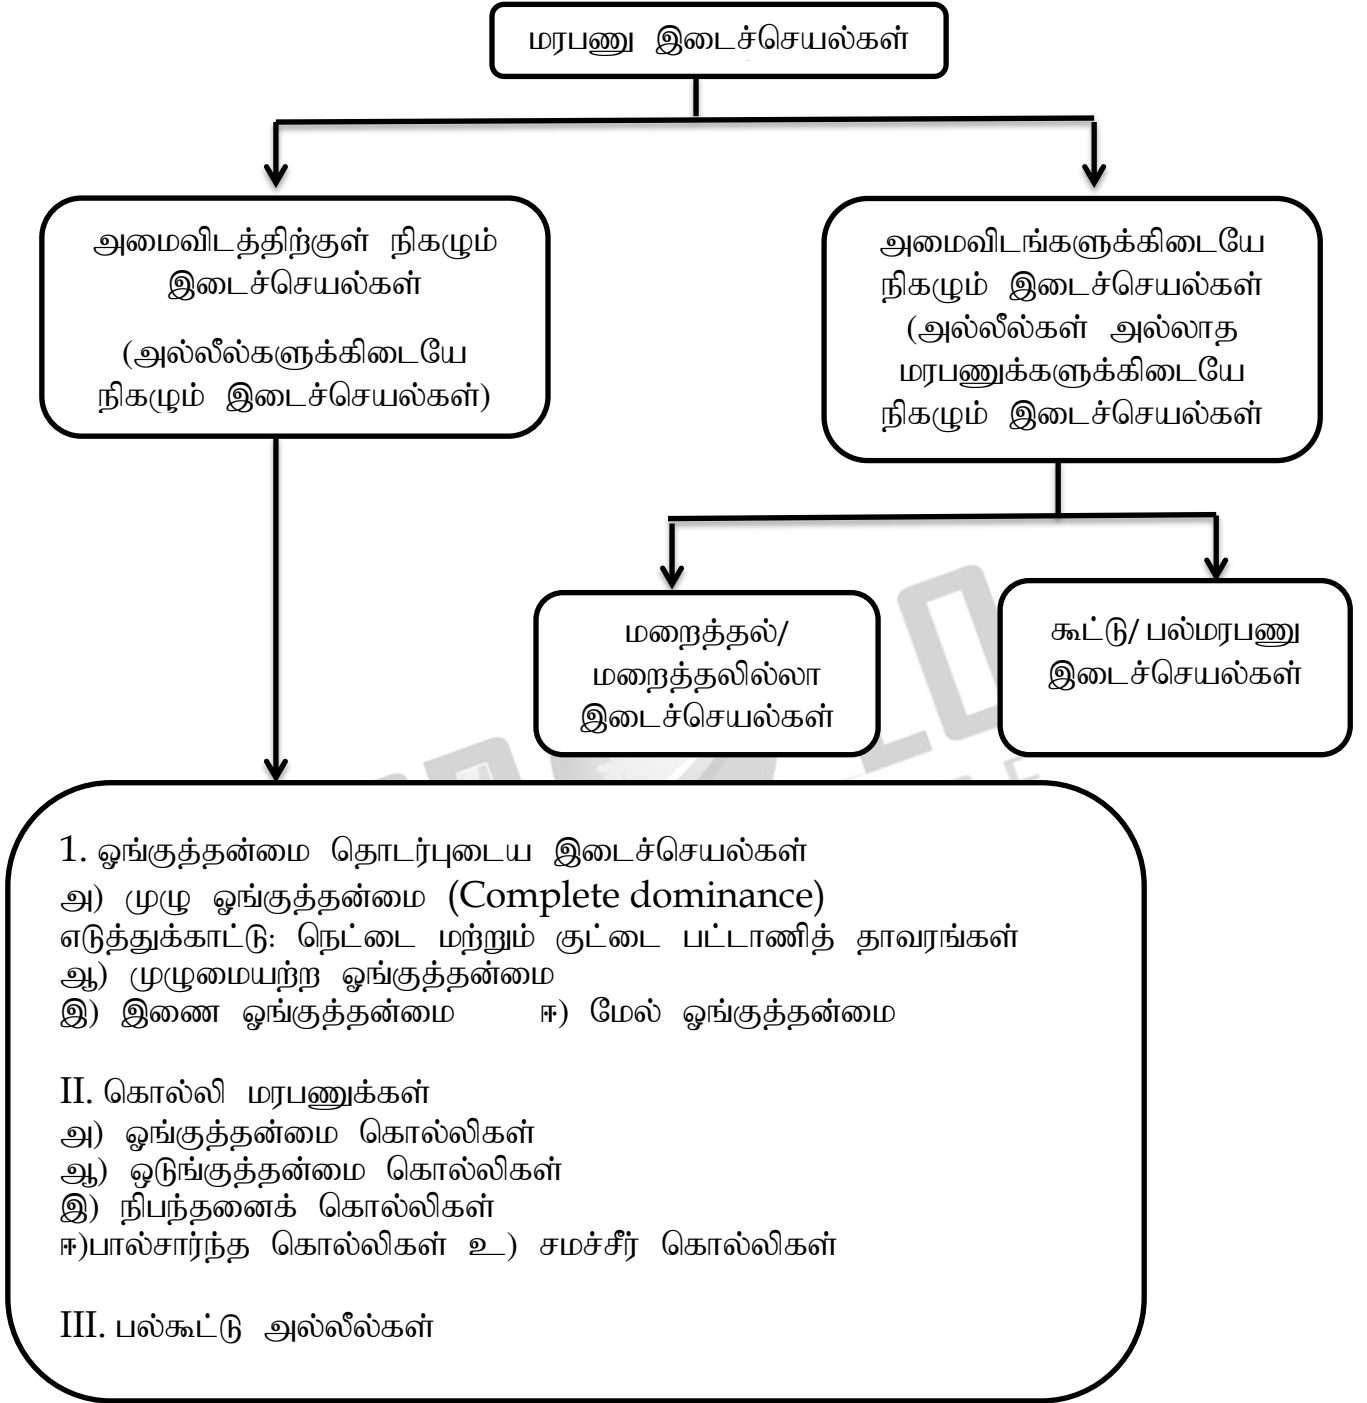 மரபணு இடைச்செயல்கள்
அமைவிடத்திற்குள் நிகழும்
இடைச்செயல்கள்
(அல்லீல்களுக்கிடையே
நிகழும் இடைச்செயல்கள்)
அமைவிடங்களுக்கிடையே
நிகழும் இடைச்செயல்கள்
(அல்லீல்கள் அல்லாத
மரபணுக்களுக்கிடையே
நிகழும் இடைச்செயல்கள்
மறைத்தல்/
மறைத்தலில்லா
இடைச்செயல்கள்
கூட்டு/ பல்மரபணு
இடைச்செயல்கள்
1. ஓங்குத்தன்மை தொடர்புடைய இடைச்செயல்கள்
அ) முழு ஓங்குத்தன்மை (Complete dominance)
எடுத்துக்காட்டு: நெட்டை மற்றும் குட்டை பட்டாணித் தாவரங்கள்
ஆ) முழுமையற்ற ஓங்குத்தன்மை
இ) இணை ஓங்குத்தன்மை ஈ) மேல் ஓங்குத்தன்மை
II. கொல்லி மரபணுக்கள்
அ) ஓங்குத்தன்மை கொல்லிகள்
ஆ) ஒடுங்குத்தன்மை கொல்லிகள்
இ) நிபந்தனைக் கொல்லிகள்
ஈ)பால்சார்ந்த கொல்லிகள் உ) சமச்சீர் கொல்லிகள்
III. பல்கூட்டு அல்லீல்கள்